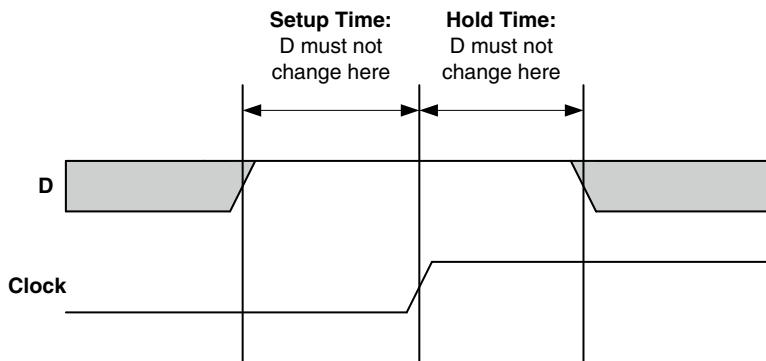 Setup Time:
D must not
change here
Hold Time:
D must not
change here
D
Clock